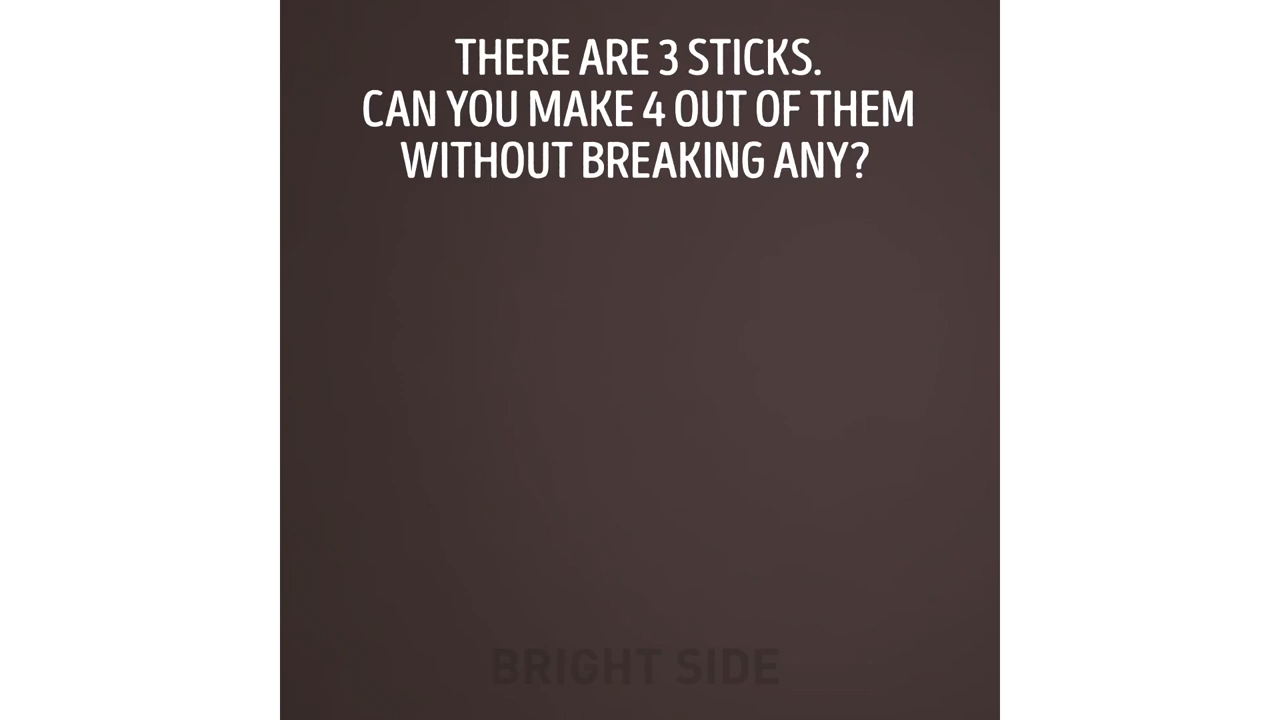 THERE ARE 3 STICKS.
CAN YOU MAKE 4 OUT OF THEM
WITHOUT BREAKING ANY?
BRIGHT SIDE